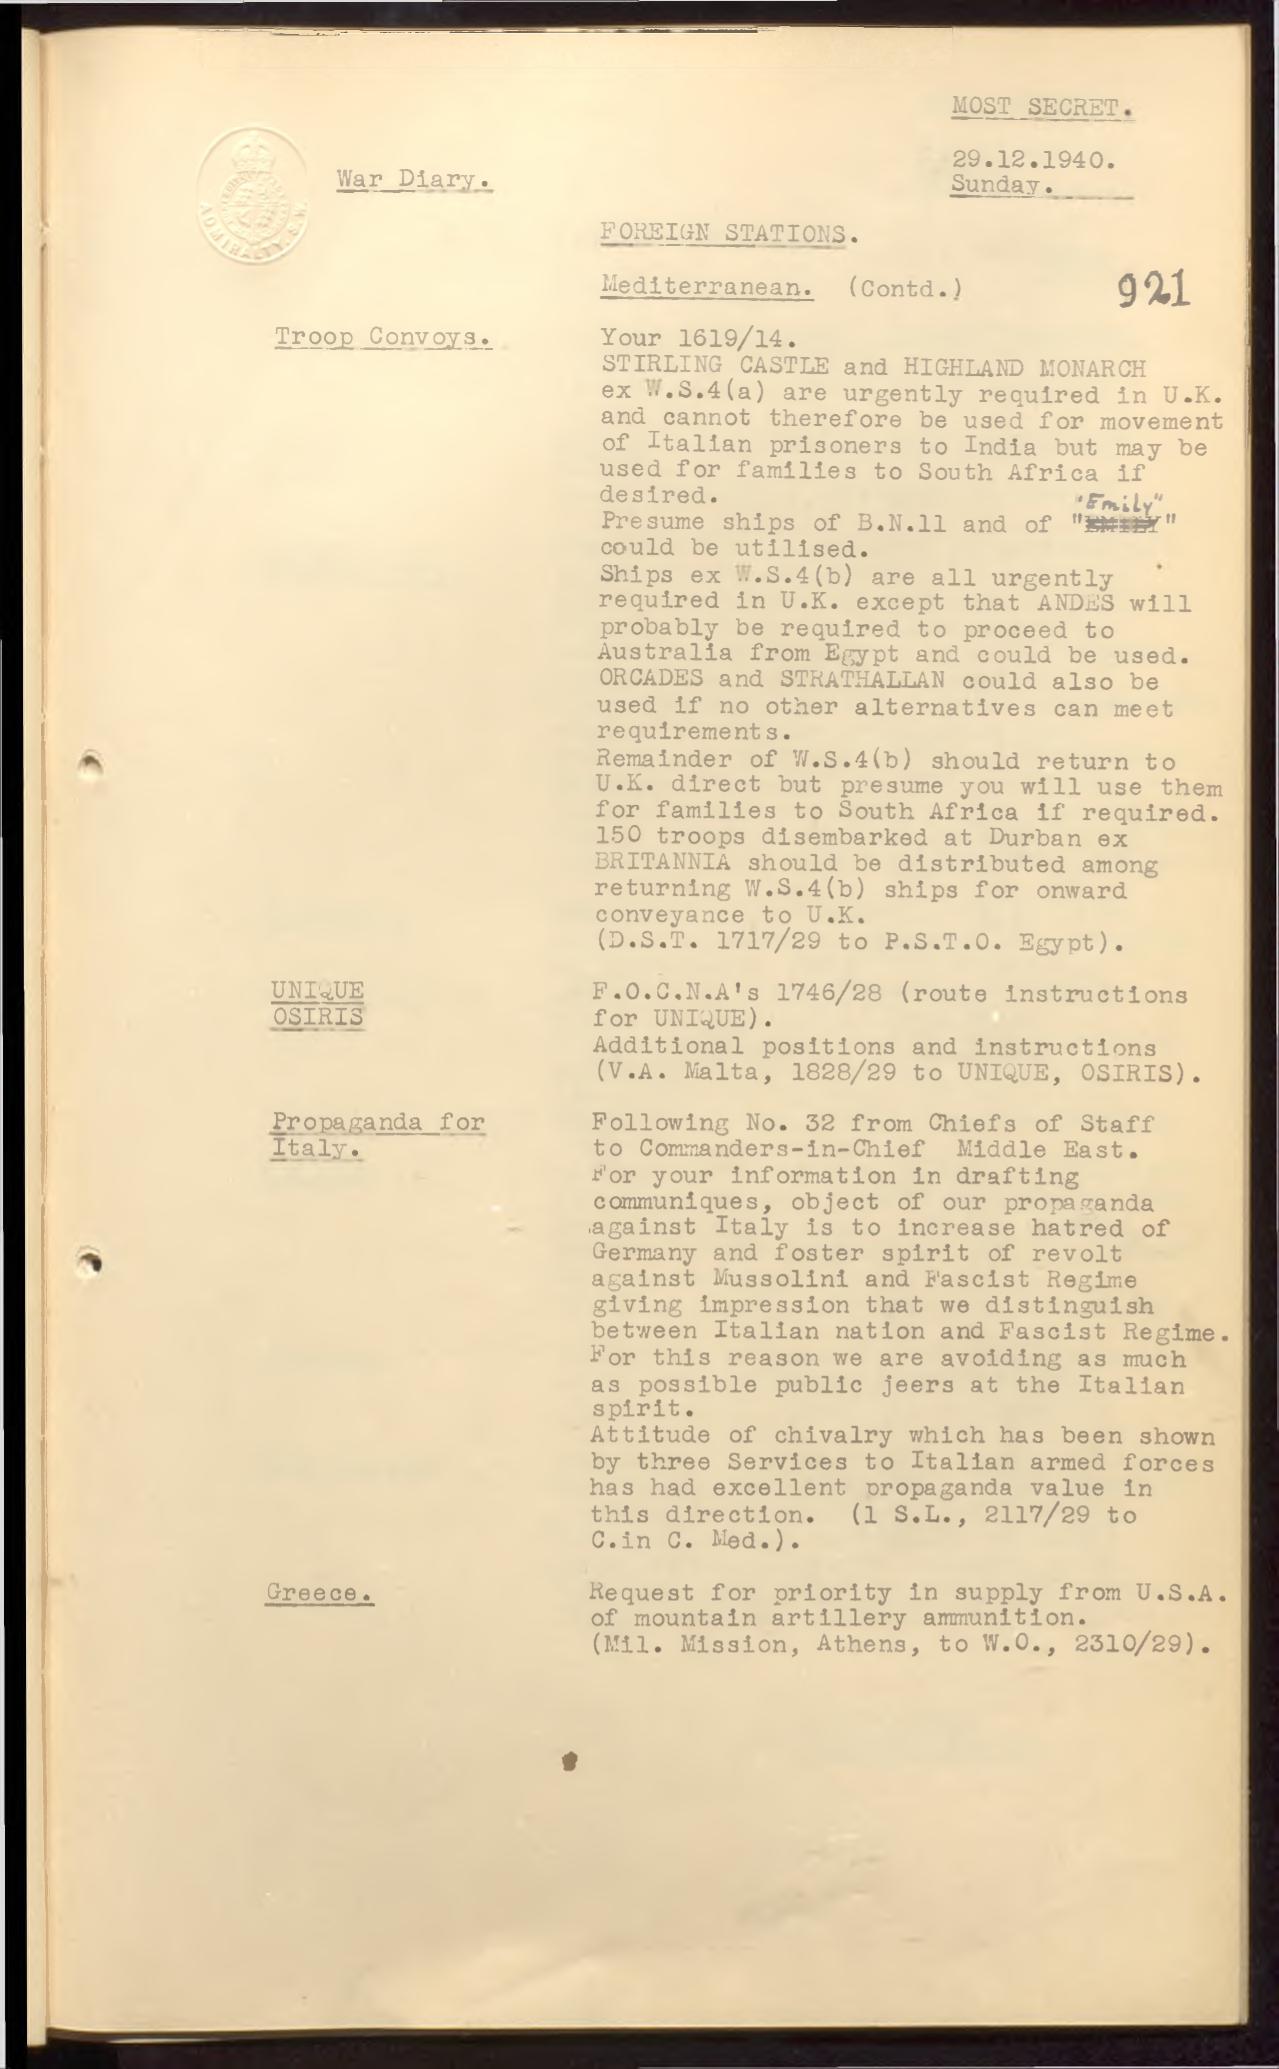 MOST SECRET.
29.12.1940.
Sunday.
War Diary.
ADMIRALTY. S.W.
FOREIGN STATIONS.
Mediterranean. (Contd.)
921
Troop Convoys.
Your 1619/14.
STIRLING CASTLE and HIGHLAND MONARCH
ex W.S.4(a) are urgently required in U.K.
and cannot therefore be used for movement
of Italian prisoners to India but may be
used for families to South Africa if
desired.
"Emily"
Presume ships of B.N.11 and of "EMILY"
could be utilised.
Ships ex W.S.4(b) are all urgently
required in U.K. except that ANDES will
probably be required to proceed to
Australia from Egypt and could be used.
ORCADES and STRATHALLAN could also be
used if no other alternatives can meet
requirements.
Remainder of W.S.4(b) should return to
U.K. direct but presume you will use them
for families to South Africa if required.
150 troops disembarked at Durban ex
BRITANNIA should be distributed among
returning W.S.4(b) ships for onward
conveyance to U.K.
(D.S.T. 1717/29 to P.S.T.O. Egypt).
UNIQUE
OSIRIS
F.O.C.N.A's 1746/28 (route instructions
for UNIQUE).
Additional positions and instructions
(V.A. Malta, 1828/29 to UNIQUE, OSIRIS).
Propaganda for
Italy.
Following No. 32 from Chiefs of Staff
to Commanders-in-Chief Middle East.
For your information in drafting
communiques, object of our propaganda
against Italy is to increase hatred of
Germany and foster spirit of revolt
against Mussolini and Fascist Regime
giving impression that we distinguish
between Italian nation and Fascist Regime.
For this reason we are avoiding as much
as possible public jeers at the Italian
spirit.
Attitude of chivalry which has been shown
by three Services to Italian armed forces
has had excellent propaganda value in
this direction. (1 S.L., 2117/29 to
C.in C. Med.).
Greece.
Request for priority in supply from U.S.A.
of mountain artillery ammunition.
(Mil. Mission, Athens, to W.O., 2310/29).